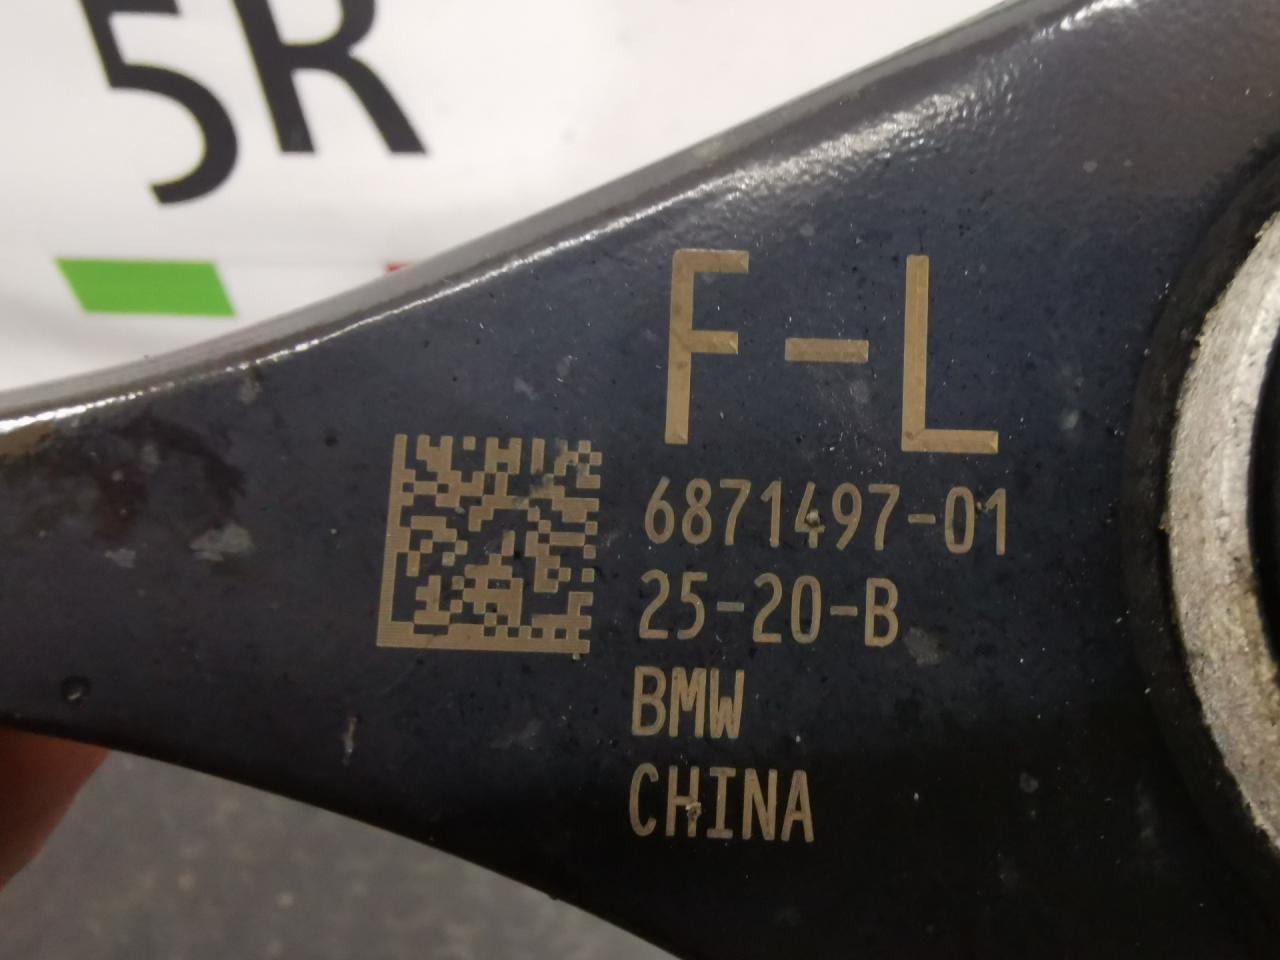 5R
F-L
6871497-01
25-20-B
BMW
CHINA